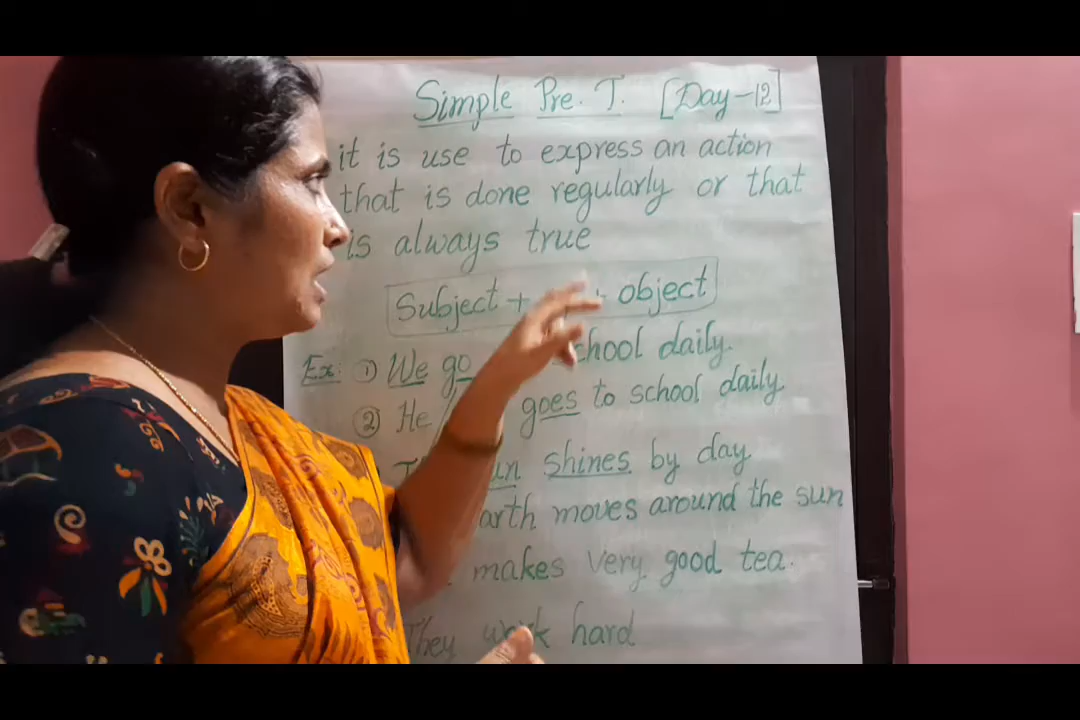 Simple Pre. T. [Day-12]
it is use to express an action
that is done regularly or that
is always true
Subject + + object
Ex: ① We go school daily.
② He goes to school daily
shines by day
moves around the sun
makes very good tea.
They work hard